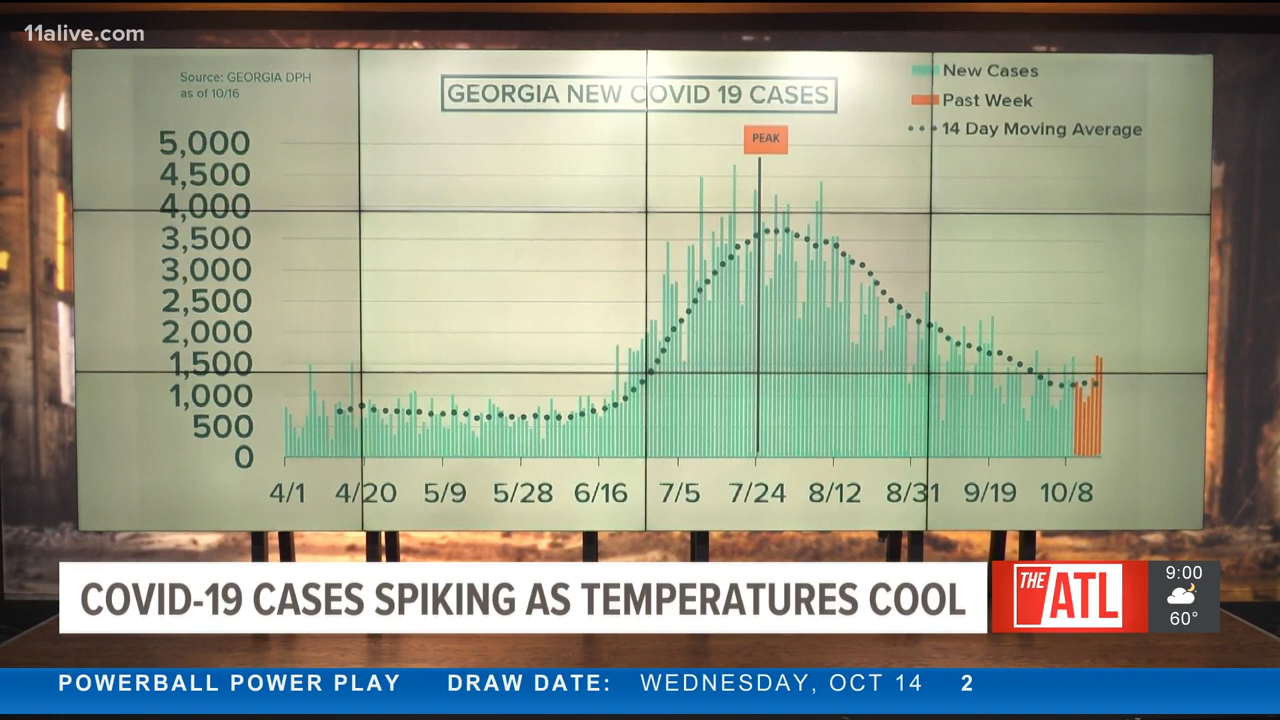 11alive.com
Source: GEORGIA DPH
as of 10/16
GEORGIA NEW COVID 19 CASES
New Cases
Past Week
14 Day Moving Average
PEAK
5,000
4,500
4,000
3,500
3,000
2,500
2,000
1,500
1,000
500
0
4/1 4/20 5/9 5/28 6/16 7/5 7/24 8/12 8/31 9/19 10/8
COVID-19 CASES SPIKING AS TEMPERATURES COOL
THE ATL
9:00
60°
POWERBALL POWER PLAY DRAW DATE: WEDNESDAY, OCT 14 2